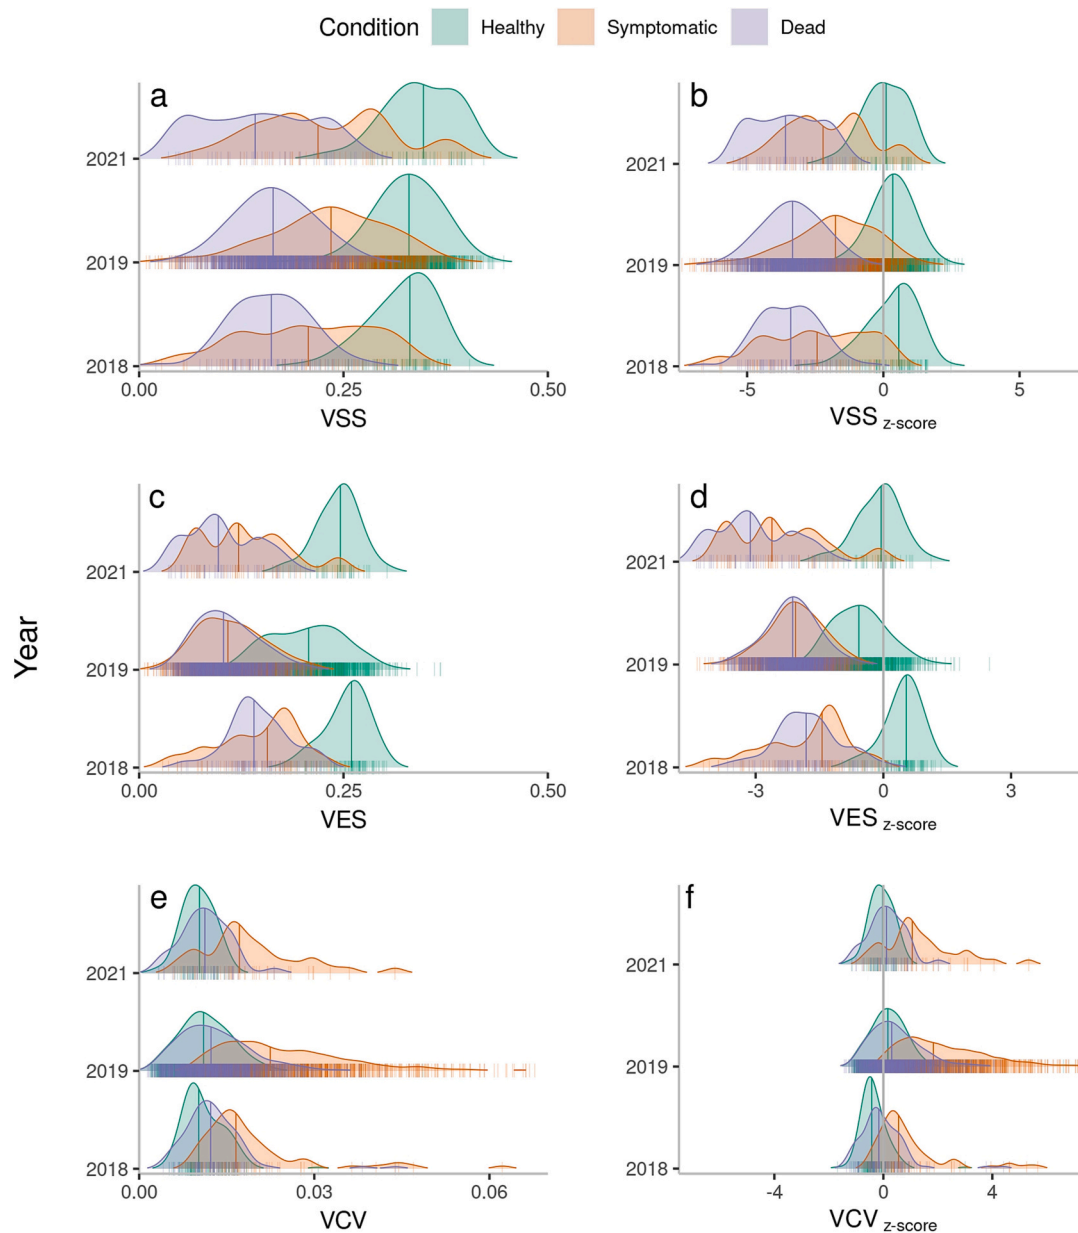 Condition Healthy Symptomatic Dead
a
2021
2019
2018
0.00 0.25 0.50
VSS
b
2021
2019
2018
-5 0 5
VSS z-score
Year
c
2021
2019
2018
0.00 0.25 0.50
VES
d
2021
2019
2018
-3 0 3
VES z-score
e
2021
2019
2018
0.00 0.03 0.06
VCV
f
2021
2019
2018
-4 0 4
VCV z-score